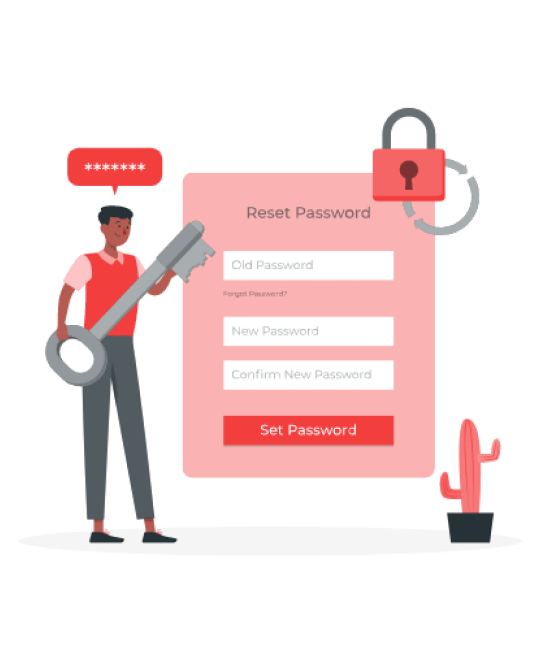 *******
Reset Password
Old Password
Forgot Password?
New Password
Confirm New Password
Set Password